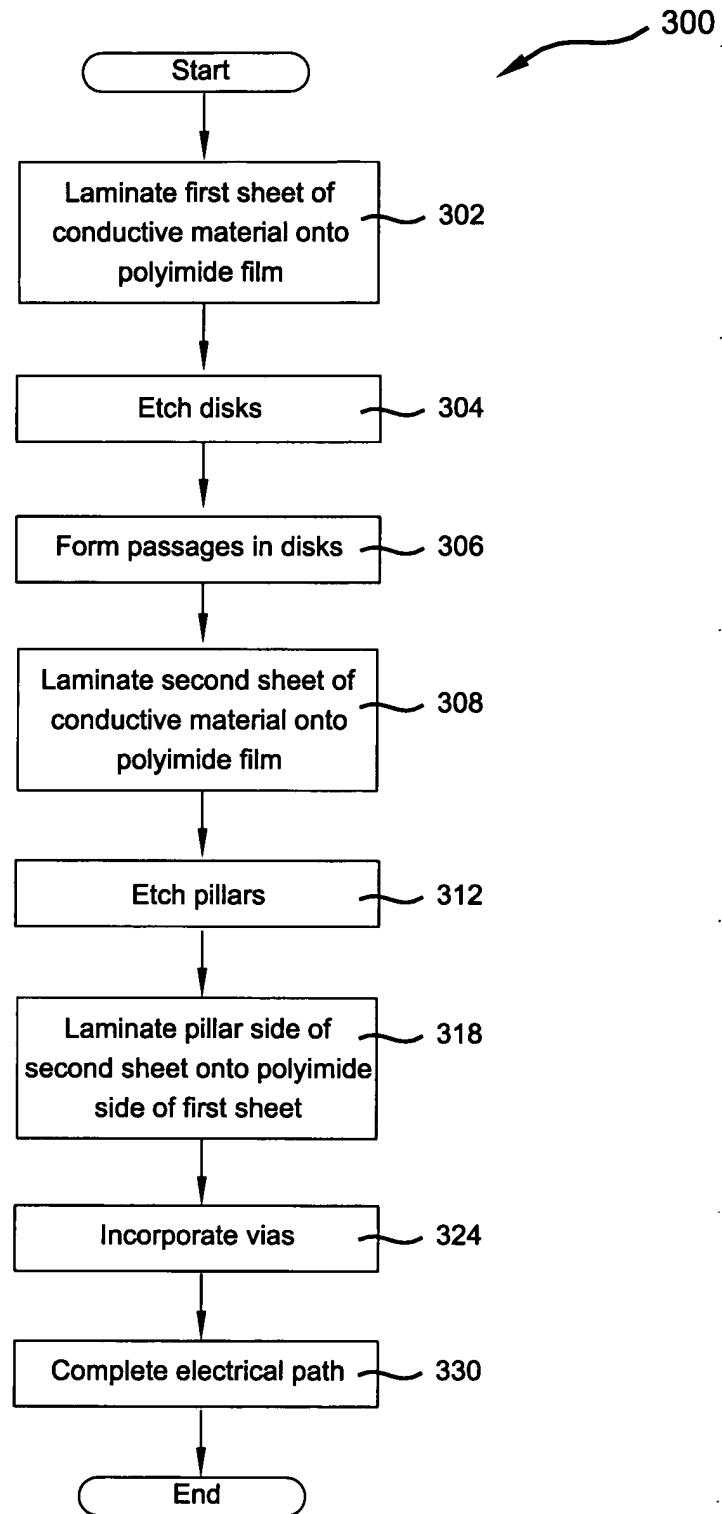 300
Start
Laminate first sheet of
conductive material onto
polyimide film
302
Etch disks
304
Form passages in disks
306
Laminate second sheet of
conductive material onto
polyimide film
308
Etch pillars
312
Laminate pillar side of
second sheet onto polyimide
side of first sheet
318
Incorporate vias
324
Complete electrical path
330
End